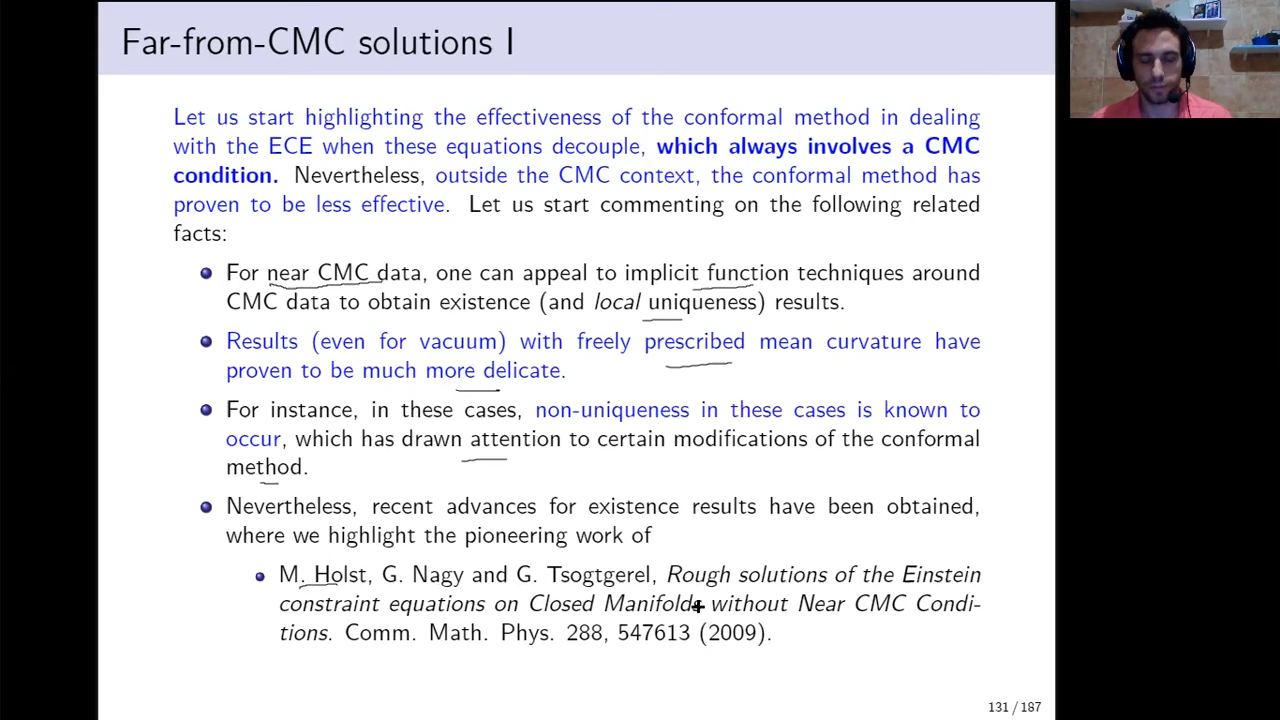 Far-from-CMC solutions I
Let us start highlighting the effectiveness of the conformal method in dealing
with the ECE when these equations decouple, which always involves a CMC
condition. Nevertheless, outside the CMC context, the conformal method has
proven to be less effective. Let us start commenting on the following related
facts:
For near CMC data, one can appeal to implicit function techniques around
CMC data to obtain existence (and local uniqueness) results.
Results (even for vacuum) with freely prescribed mean curvature have
proven to be much more delicate.
For instance, in these cases, non-uniqueness in these cases is known to
occur, which has drawn attention to certain modifications of the conformal
method.
Nevertheless, recent advances for existence results have been obtained,
where we highlight the pioneering work of
M. Holst, G. Nagy and G. Tsogtgerel, Rough solutions of the Einstein
constraint equations on Closed Manifolds without Near CMC Condi-
tions. Comm. Math. Phys. 288, 547613 (2009).
131 / 187